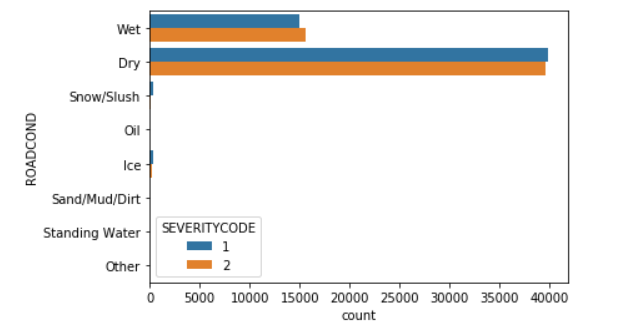 ROADCOND
Wet
Dry
Snow/Slush
Oil
Ice
Sand/Mud/Dirt
Standing Water
Other
SEVERITYCODE
1
2
0 5000 10000 15000 20000 25000 30000 35000 40000
count